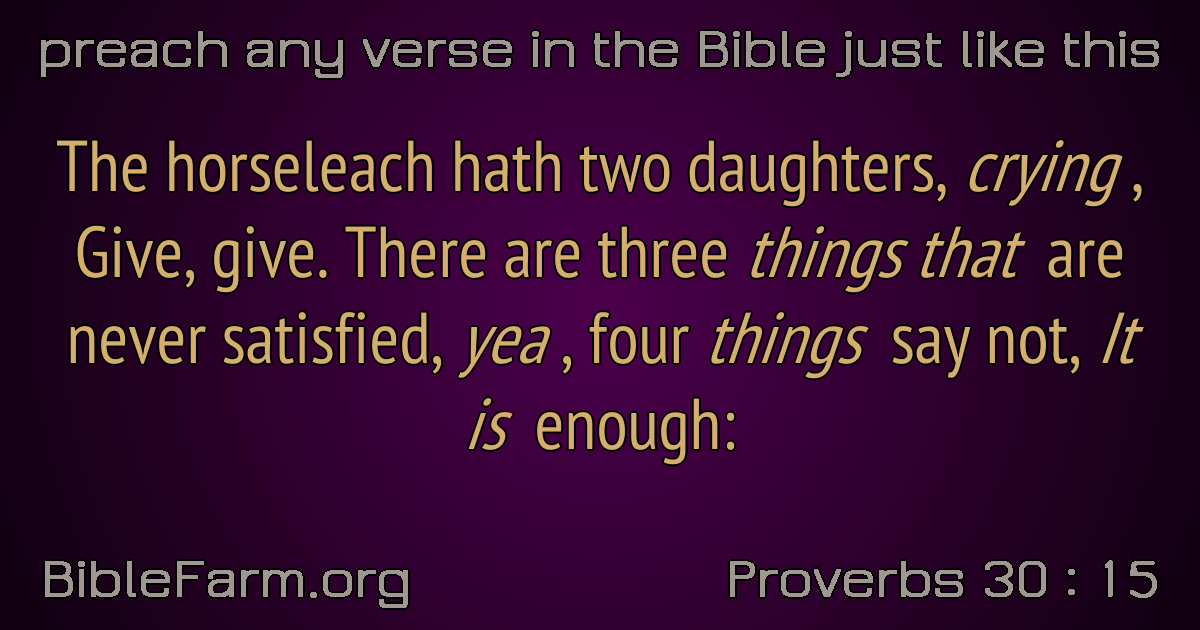 preach any verse in the Bible just like this
The horseleach hath two daughters, crying ,
Give, give. There are three things that are
never satisfied, yea , four things say not, It
is enough:
BibleFarm.org
Proverbs 30 : 15